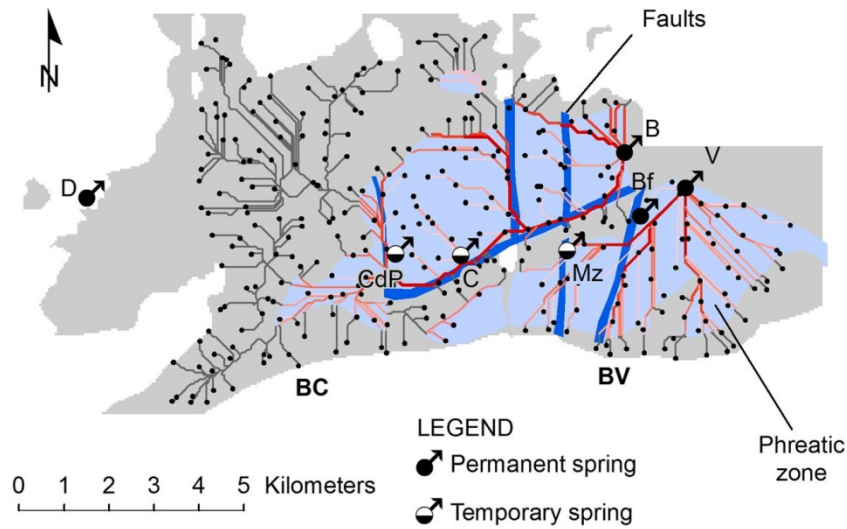 Faults
N
B
V
D
Bf
CdP
C
Mz
BC
BV
LEGEND
Permanent spring
Phreatic
zone
0 1 2 3 4 5 Kilometers
Temporary spring